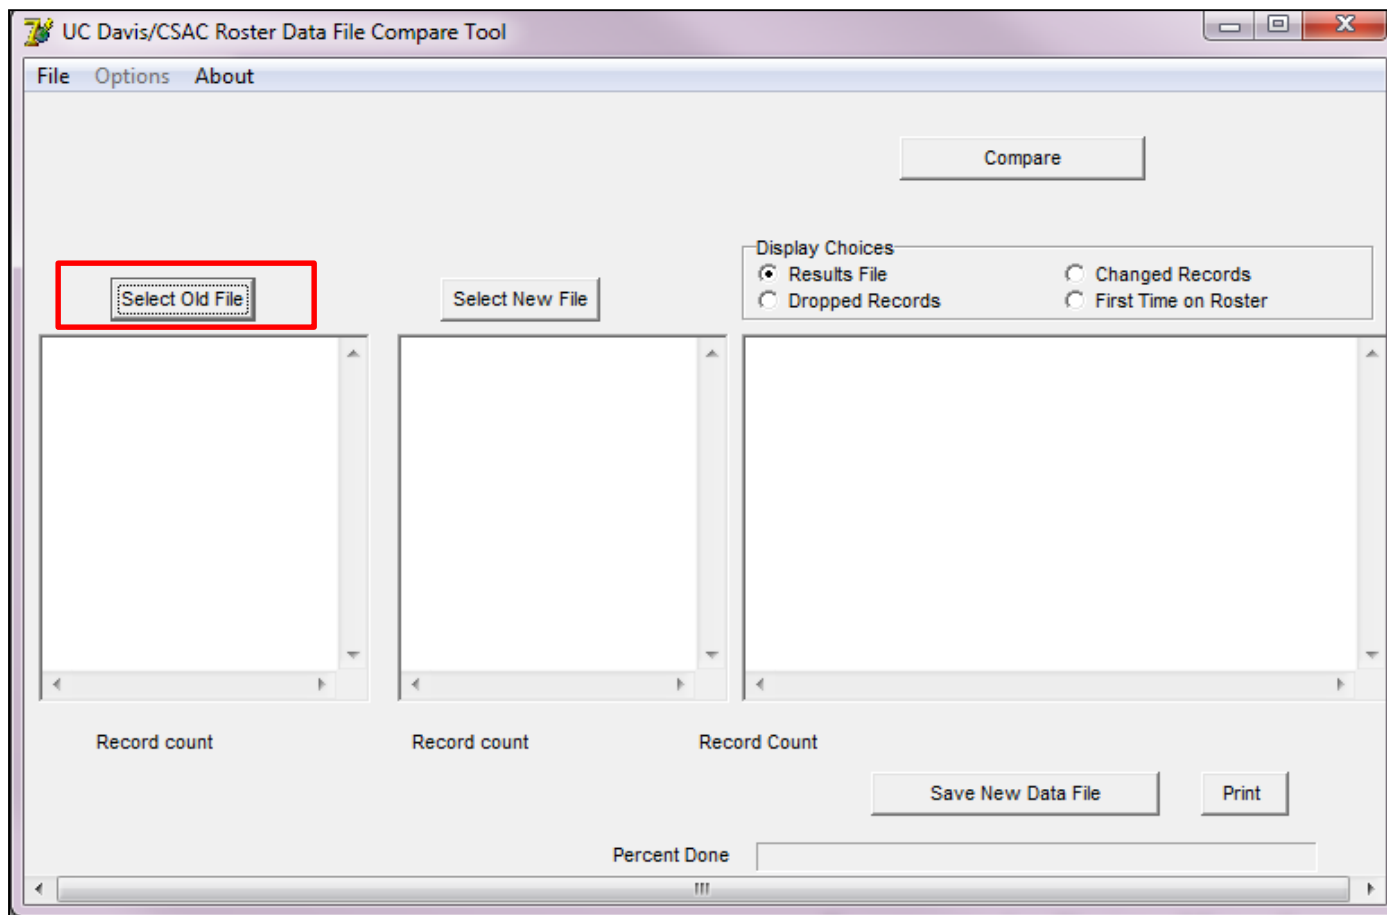 UC Davis/CSAC Roster Data File Compare Tool
File Options About
Compare
Display Choices
Results File Changed Records
Dropped Records First Time on Roster
Select Old File
Select New File
Record count
Record count
Record Count
Save New Data File
Print
Percent Done